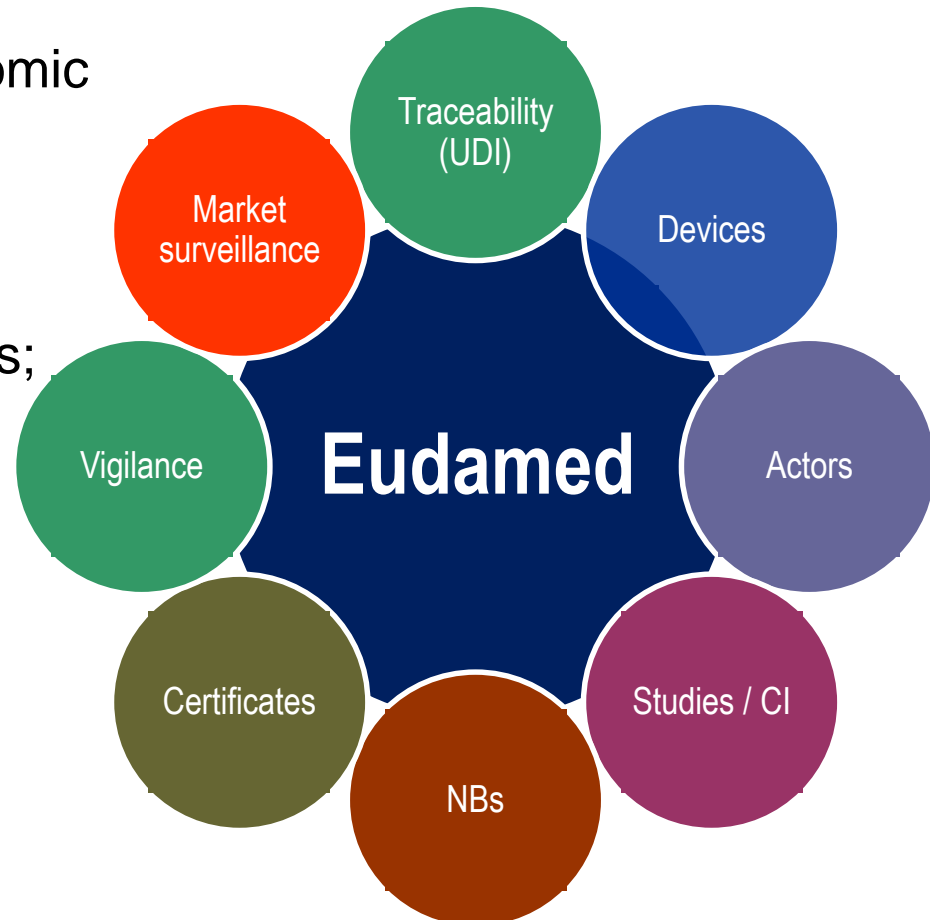 omic
s;
Traceability
(UDI)
Devices
Actors
Studies / CI
NBs
Certificates
Vigilance
Market
surveillance
Eudamed